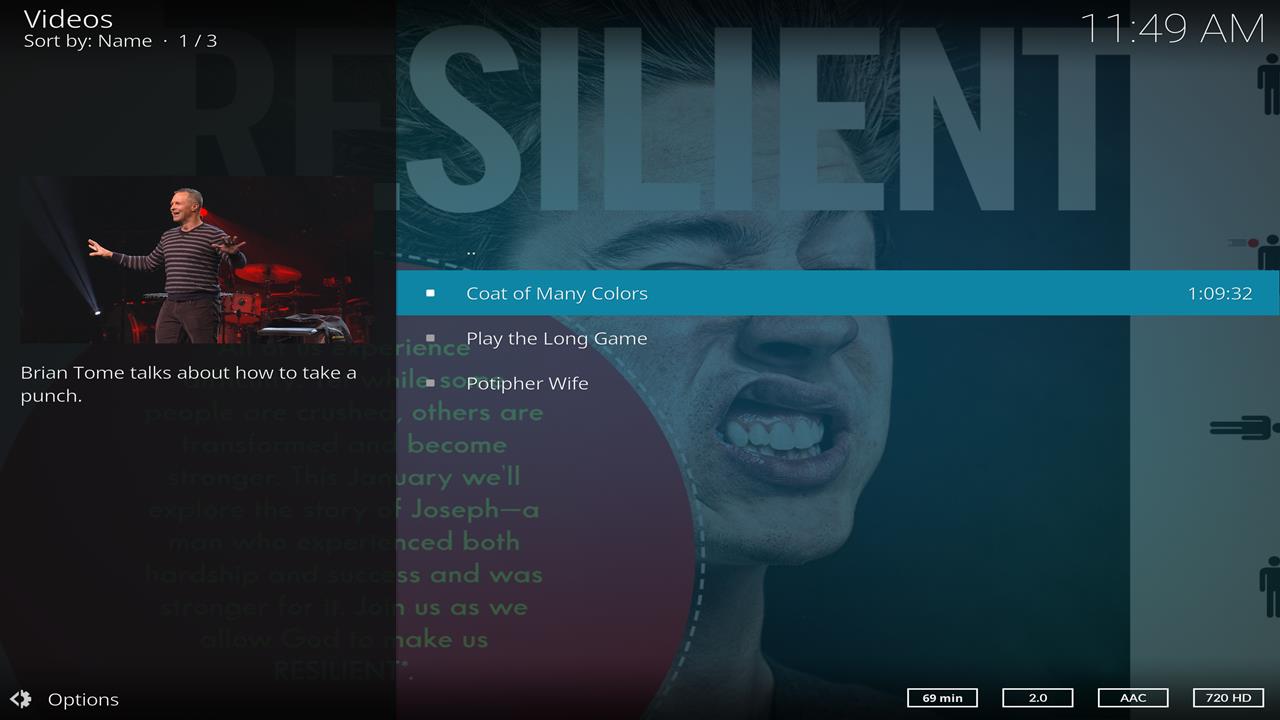 Videos
Sort by: Name · 1 / 3
11:49 AM
RESILIENT
..
Coat of Many Colors
1:09:32
Play the Long Game
Potipher Wife
Brian Tome talks about how to take a
punch.
All of us experience
while some
people are crushed, others are
transformed and become
stronger. This January we'll
explore the story of Joseph—a
man who experienced both
hardship and success and was
stronger for it. Join us as we
allow God to make us
RESILIENT".
Options
69 min
2.0
AAC
720 HD